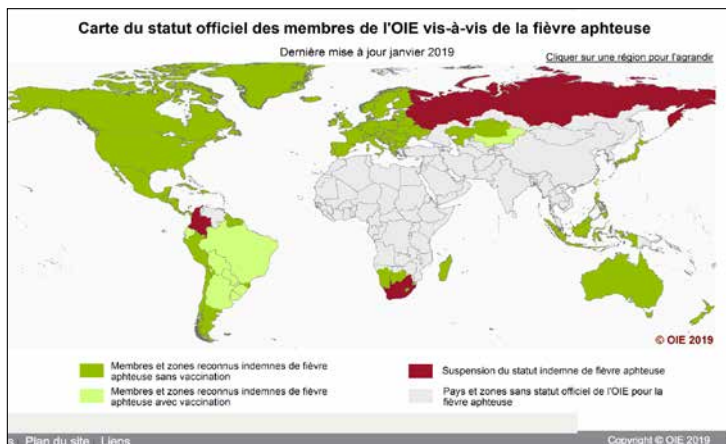 Carte du statut officiel des membres de l'OIE vis-à-vis de la fièvre aphteuse
Dernière mise à jour janvier 2019
Cliquer sur une région pour l'agrandir
© OIE 2019
Membres et zones reconnus indemnes de fièvre
aphteuse sans vaccination
Membres et zones reconnus indemnes de fièvre
aphteuse avec vaccination
Suspension du statut indemne de fièvre aphteuse
Pays et zones sans statut officiel de l'OIE pour la
fièvre aphteuse
s Plan du site Liens
Copyright © OIE 2019